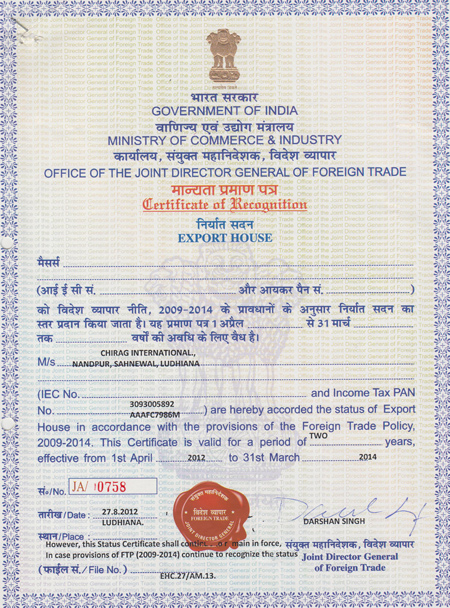 भारत सरकार
GOVERNMENT OF INDIA
वाणिज्य एवं उद्योग मंत्रालय
MINISTRY OF COMMERCE & INDUSTRY
कार्यालय, संयुक्त महानिदेशक, विदेश व्यापार
OFFICE OF THE JOINT DIRECTOR GENERAL OF FOREIGN TRADE
मान्यता प्रमाण पत्र
Certificate of Recognition
निर्यात सदन
EXPORT HOUSE
मैसर्स
(आई ई सी सं. और आयकर पैन सं. )
को विदेश व्यापार नीति, 2009-2014 के प्रावधानों के अनुसार निर्यात सदन का
स्तर प्रदान किया जाता है। यह प्रमाण पत्र 1 अप्रैल से 31 मार्च
तक वर्षों की अवधि के लिए वैध है।
CHIRAG INTERNATIONAL.,
M/s NANDPUR, SAHNEWAL, LUDHIANA
(IEC No. 3093005892 and Income Tax PAN
No. AAAFC7986M ) are hereby accorded the status of Export
House in accordance with the provisions of the Foreign Trade Policy,
2009-2014. This Certificate is valid for a period of TWO years,
effective from 1st April 2012 to 31st March 2014
सं०/No. JA/ 0758
तारीख / Date : 27.8.2012
LUDHIANA.
स्थान / Place :
संयुक्त महानिदेशक
विदेश व्यापार
FOREIGN TRADE
JOINT DIRECTOR GENERAL
DARSHAN SINGH
However, this Status Certificate shall main in force,
In case provisions of FTP (2009-2014) continue to recognize the status
संयुक्त महानिदेशक, विदेश व्यापार
Joint Director General
of Foreign Trade
(फाईल सं. / File No. ) EHC.27/AM.13.